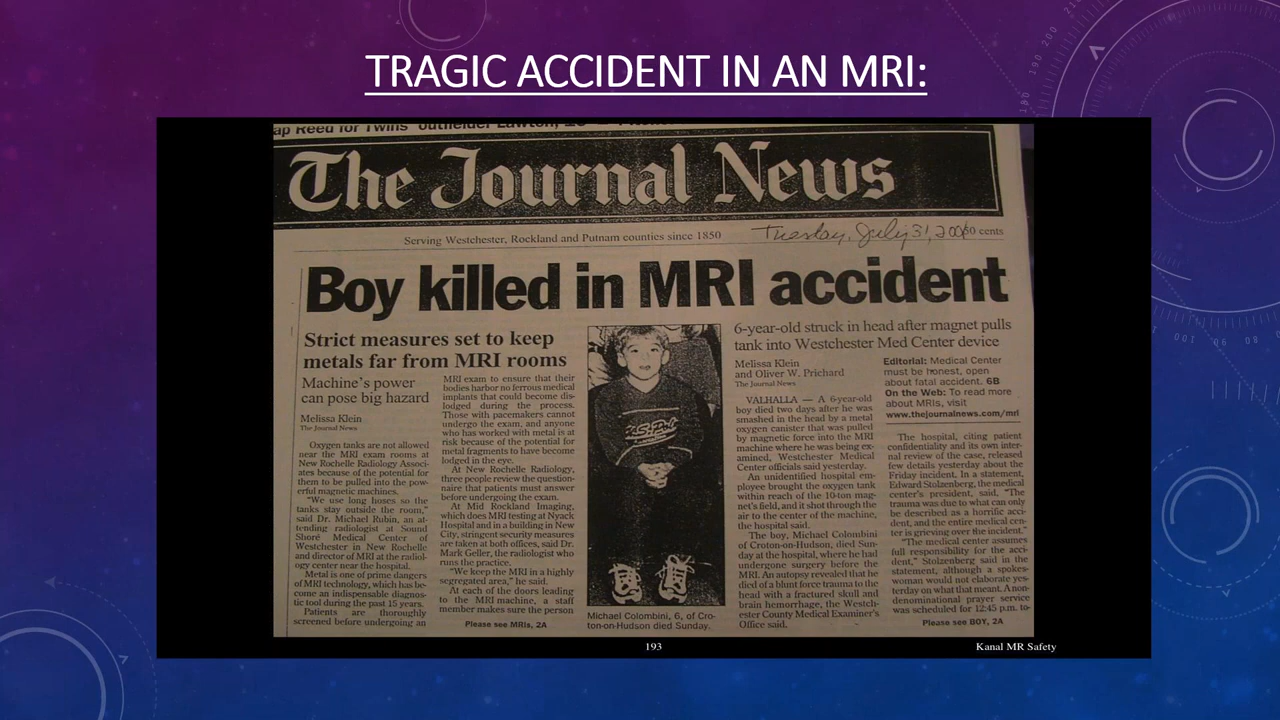 TRAGIC ACCIDENT IN AN MRI:
ap Reed for Twins' outfielder Lawton,
The Journal News
Serving Westchester, Rockland and Putnam counties since 1850
Tuesday, July 31, 2001
50 cents
Boy killed in MRI accident
Strict measures set to keep
metals far from MRI rooms
Machine's power
can pose big hazard
Melissa Klein
The Journal News
Oxygen tanks are not allowed
near the MRI exam rooms at
New Rochelle Radiology Associ-
ates because of the potential for
them to be pulled into the pow-
erful magnetic machines.
"We use long hoses so the
tanks stay outside the room,"
said Dr. Michael Rubin, an at-
tending radiologist at Sound
Shore Medical Center of
Westchester in New Rochelle
and director of MRI at the radiol-
ogy center near the hospital.
Metal is one of prime dangers
of MRI technology, which has be-
come an indispensable diagnos-
tic tool during the past 15 years.
Patients are thoroughly
screened before undergoing an
MRI exam to ensure that their
bodies harbor no ferrous medical
implants that could become dis-
lodged during the process.
Those with pacemakers cannot
undergo the exam, and anyone
who has worked with metal is at
risk because of the potential for
metal fragments to have become
lodged in the eye.
At New Rochelle Radiology,
three people review the question-
naire that patients must answer
before undergoing the exam.
At Mid Rockland Imaging,
which does MRI testing at Nyack
Hospital and in a building in New
City, stringent security measures
are taken at both offices, said Dr.
Mark Geller, the radiologist who
runs the practice.
"We keep the MRI in a highly
segregated area," he said.
At each of the doors leading
to the MRI machine, a staff
member makes sure the person
Please see MRIs, 2A
Michael Colombini, 6, of Cro-
ton-on-Hudson died Sunday.
6-year-old struck in head after magnet pulls
tank into Westchester Med Center device
Melissa Klein
and Oliver W. Prichard
The Journal News
VALHALLA — A 6-year-old
boy died two days after he was
smashed in the head by a metal
oxygen canister that was pulled
by magnetic force into the MRI
machine where he was being ex-
amined, Westchester Medical
Center officials said yesterday.
An unidentified hospital em-
ployee brought the oxygen tank
within reach of the 10-ton mag-
net's field, and it shot through the
air to the center of the machine,
the hospital said.
The boy, Michael Colombini
of Croton-on-Hudson, died Sun-
day at the hospital, where he had
undergone surgery before the
MRI. An autopsy revealed that he
died of a blunt force trauma to the
head with a fractured skull and
brain hemorrhage, the Westch-
ester County Medical Examiner's
Office said.
Editorial: Medical Center
must be honest, open
about fatal accident. 6B
On the Web: To read more
about MRIs, visit
www.thejournalnews.com/mri
The hospital, citing patient
confidentiality and its own inter-
nal review of the case, released
few details yesterday about the
Friday incident. In a statement,
Edward Stolzenberg, the medical
center's president, said, "The
trauma was due to what can only
be described as a horrific acci-
dent, and the entire medical cen-
ter is grieving over the incident."
"The medical center assumes
full responsibility for the acci-
dent," Stolzenberg said in the
statement, although a spokes-
woman would not elaborate yes-
terday on what that meant. A non-
denominational prayer service
was scheduled for 12:45 p.m. to-
Please see BOY, 2A
193
Kanal MR Safety